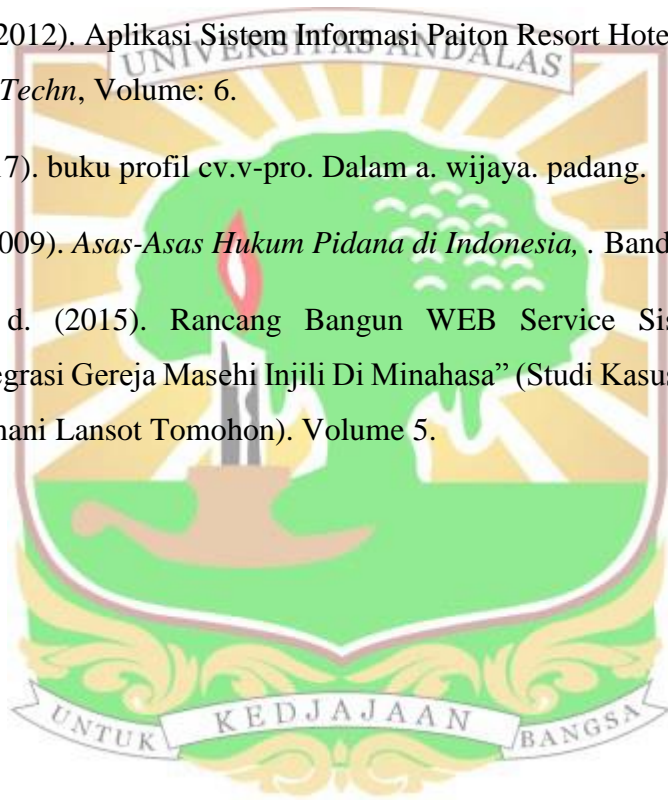 2012). Aplikasi Sistem Informasi Paiton Resort Hote
UNIVERSITAS ANDALAS
Techn, Volume: 6.
17). buku profil cv.v-pro. Dalam a. wijaya. padang.
009). Asas-Asas Hukum Pidana di Indonesia, . Band
d. (2015). Rancang Bangun WEB Service Sis
egrasi Gereja Masehi Injili Di Minahasa” (Studi Kasus
nani Lansot Tomohon). Volume 5.
UNTUK KEDJAJAAN BANGSA